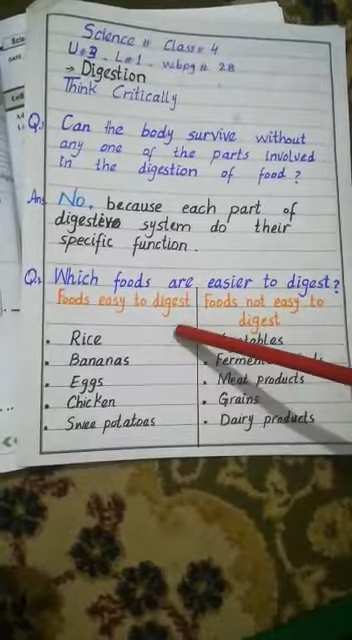 Science # Class # 4
U=3. L=1. wbpg # 28
→ Digestion
Think Critically
Q: Can the body survive without
any one of the parts involved
in the digestion of food?
Ans No, because each part of
digestive system do their
specific function.
Q: Which foods are easier to digest?
Foods easy to digest Foods not easy to
digest
• Rice
• Bananas
• Eggs • Meat products
• Chicken • Grains
• Swee potatoes • Dairy products